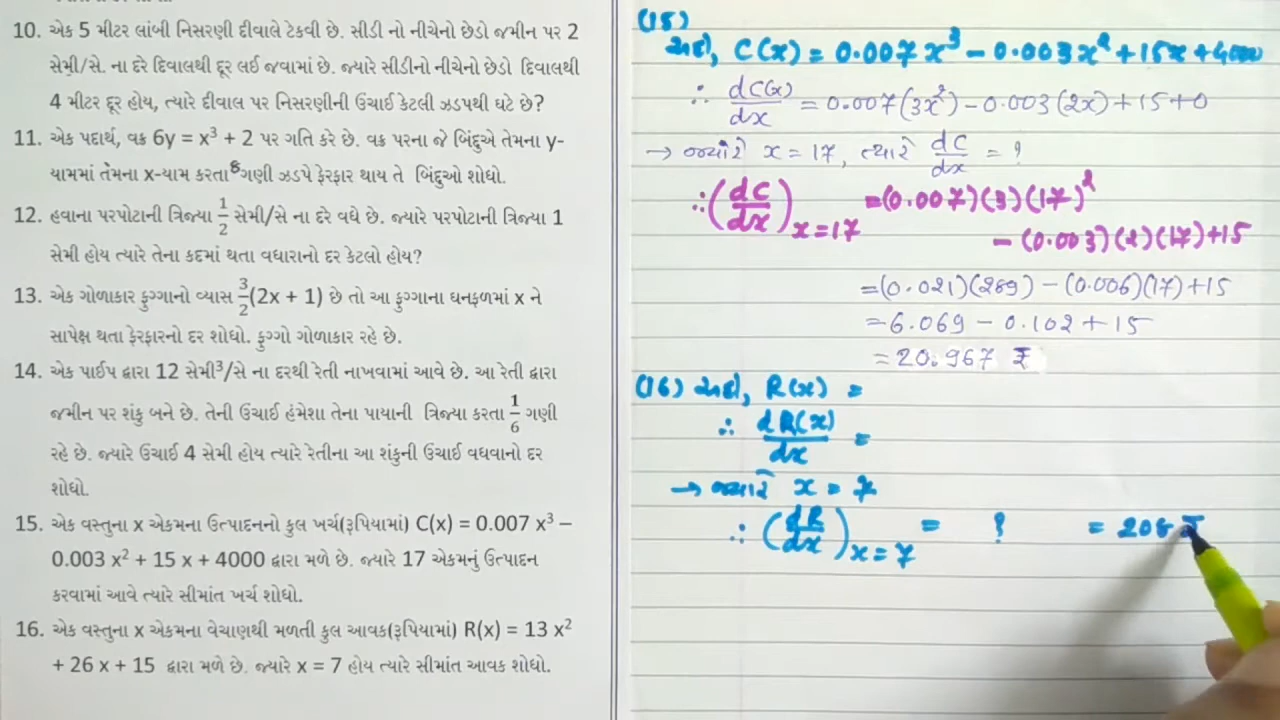 10. એક 5 મીટર લાંબી નિસરણી દીવાલે ટેકવી છે. સીડી નો નીચેનો છેડો જમીન પર 2
સેમી/સે. ના દરે દિવાલથી દૂર લઈ જવામાં છે. જ્યારે સીડીનો નીચેનો છેડો દિવાલથી
4 મીટર દૂર હોય, ત્યારે દીવાલ પર નિસરણીની ઉંચાઈ કેટલી ઝડપથી ઘટે છે?
11. એક પદાર્થ, વક્ર 6y = x³ + 2 પર ગતિ કરે છે. વક્ર પરના જે બિંદુએ તેમના y-
યામમાં તેમના x-યામ કરતા 8 ગણી ઝડપે ફેરફાર થાય તે બિંદુઓ શોધો.
12. હવાના પરપોટાની ત્રિજ્યા 1/2 સેમી/સે ના દરે વધે છે. જ્યારે પરપોટાની ત્રિજ્યા 1
સેમી હોય ત્યારે તેના કદમાં થતા વધારાનો દર કેટલો હોય?
13. એક ગોળાકાર ફુગ્ગાનો વ્યાસ 3/2(2x + 1) છે તો આ ફુગ્ગાના ઘનફળમાં x ને
સાપેક્ષ થતા ફેરફારનો દર શોધો. ફુગ્ગો ગોળાકાર રહે છે.
14. એક પાઈપ દ્વારા 12 સેમી³/સે ના દરથી રેતી નાખવામાં આવે છે. આ રેતી દ્વારા
જમીન પર શંકુ બને છે. તેની ઉંચાઈ હંમેશા તેના પાયાની ત્રિજ્યા કરતા 1/6 ગણી
રહે છે. જ્યારે ઉંચાઈ 4 સેમી હોય ત્યારે રેતીના આ શંકુની ઉંચાઈ વધવાનો દર
શોધો.
15. એક વસ્તુના x એકમના ઉત્પાદનનો કુલ ખર્ચ(રૂપિયામાં) C(x) = 0.007 x³ –
0.003 x² + 15 x + 4000 દ્વારા મળે છે. જ્યારે 17 એકમનું ઉત્પાદન
કરવામાં આવે ત્યારે સીમાંત ખર્ચ શોધો.
16. એક વસ્તુના x એકમના વેચાણથી મળતી કુલ આવક(રૂપિયામાં) R(x) = 13 x²
+ 26 x + 15 દ્વારા મળે છે. જ્યારે x = 7 હોય ત્યારે સીમાંત આવક શોધો.
(15)
અહી, C(x) = 0.007x³ - 0.003x² + 15x + 4000
∴ dC(x)/dx = 0.007(3x²) - 0.003(2x) + 15 + 0
→ જ્યારે x = 17, ત્યારે dC/dx = ?
∴ (dC/dx) x=17 = (0.007)(3)(17)²
- (0.003)(2)(17) + 15
= (0.021)(289) - (0.006)(17) + 15
= 6.069 - 0.102 + 15
= 20.967 ₹
(16) અહી, R(x) =
∴ dR(x)/dx =
→ જ્યારે x = 7
∴ (dR/dx) x=7 = ? = 208 ₹